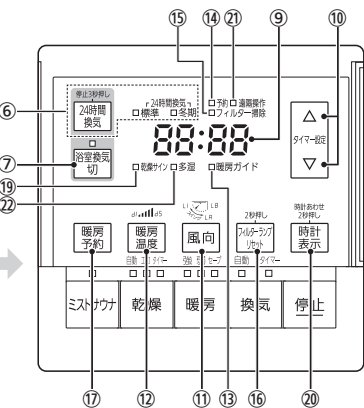 ⑮ ⑭ ㉑ ⑨ ⑩
⑥ ⑦ ⑲ ㉒
停止3秒押し
24時間
換気
24時間換気
標準 冬期
予約 遠隔操作
フィルター掃除
88:88
浴室換気
切
乾燥サイン 多湿 暖房ガイド
△
タイマー設定
▽
暖房
予約
暖房
温度
風向
2秒押し
フィルターランプ
リセット
時計あわせ
2秒押し
時計
表示
自動 タイマー
強 セーブ
自動 タイマー
ミストサウナ 乾燥 暖房 換気 停止
⑰ ⑫ ⑪ ⑬ ⑯ ⑳